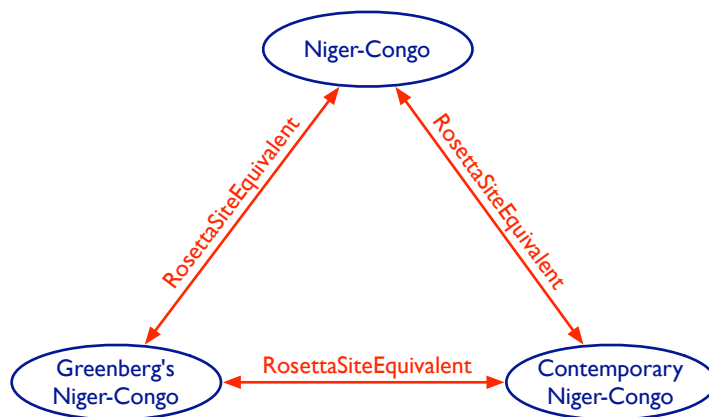 Niger-Congo
RosettaSiteEquivalent
RosettaSiteEquivalent
RosettaSiteEquivalent
Greenberg's
Niger-Congo
Contemporary
Niger-Congo